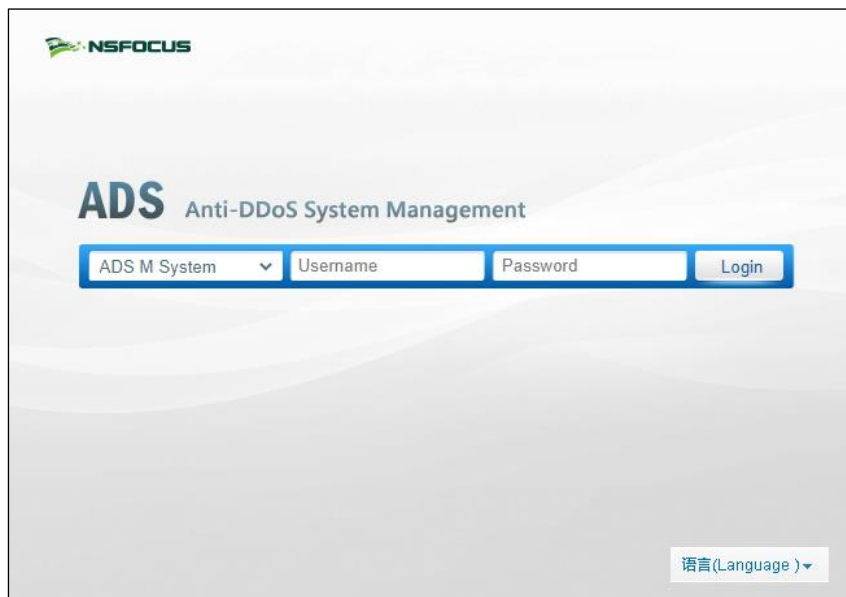 NSFOCUS
ADS Anti-DDoS System Management
ADS M System Username Password Login
语言(Language )